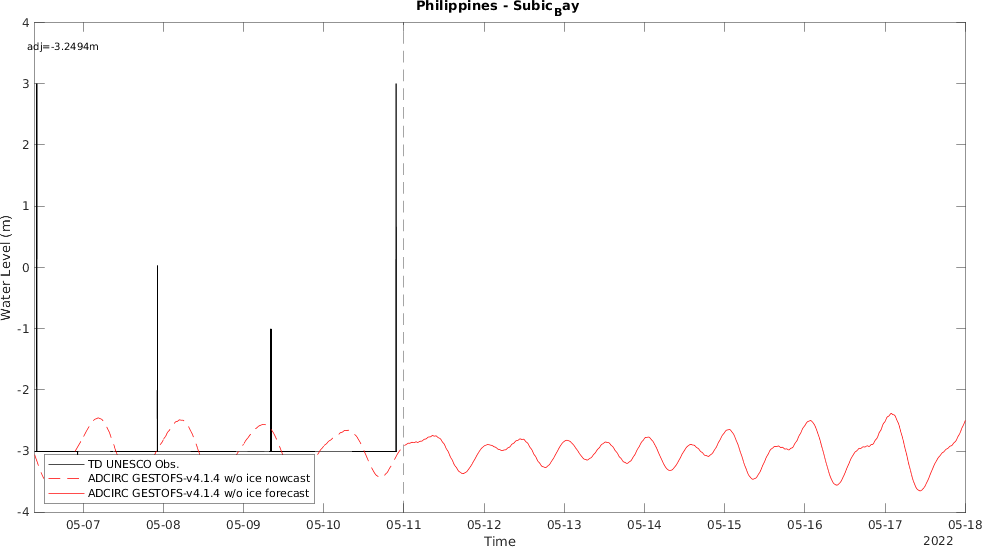 Philippines - SubicBay
adj=-3.2494m
4
3
2
1
0
-1
-2
-3
-4
Water Level (m)
TD UNESCO Obs.
ADCIRC GESTOFS-v4.1.4 w/o ice nowcast
ADCIRC GESTOFS-v4.1.4 w/o ice forecast
05-07 05-08 05-09 05-10 05-11 05-12 05-13 05-14 05-15 05-16 05-17 05-18
Time
2022